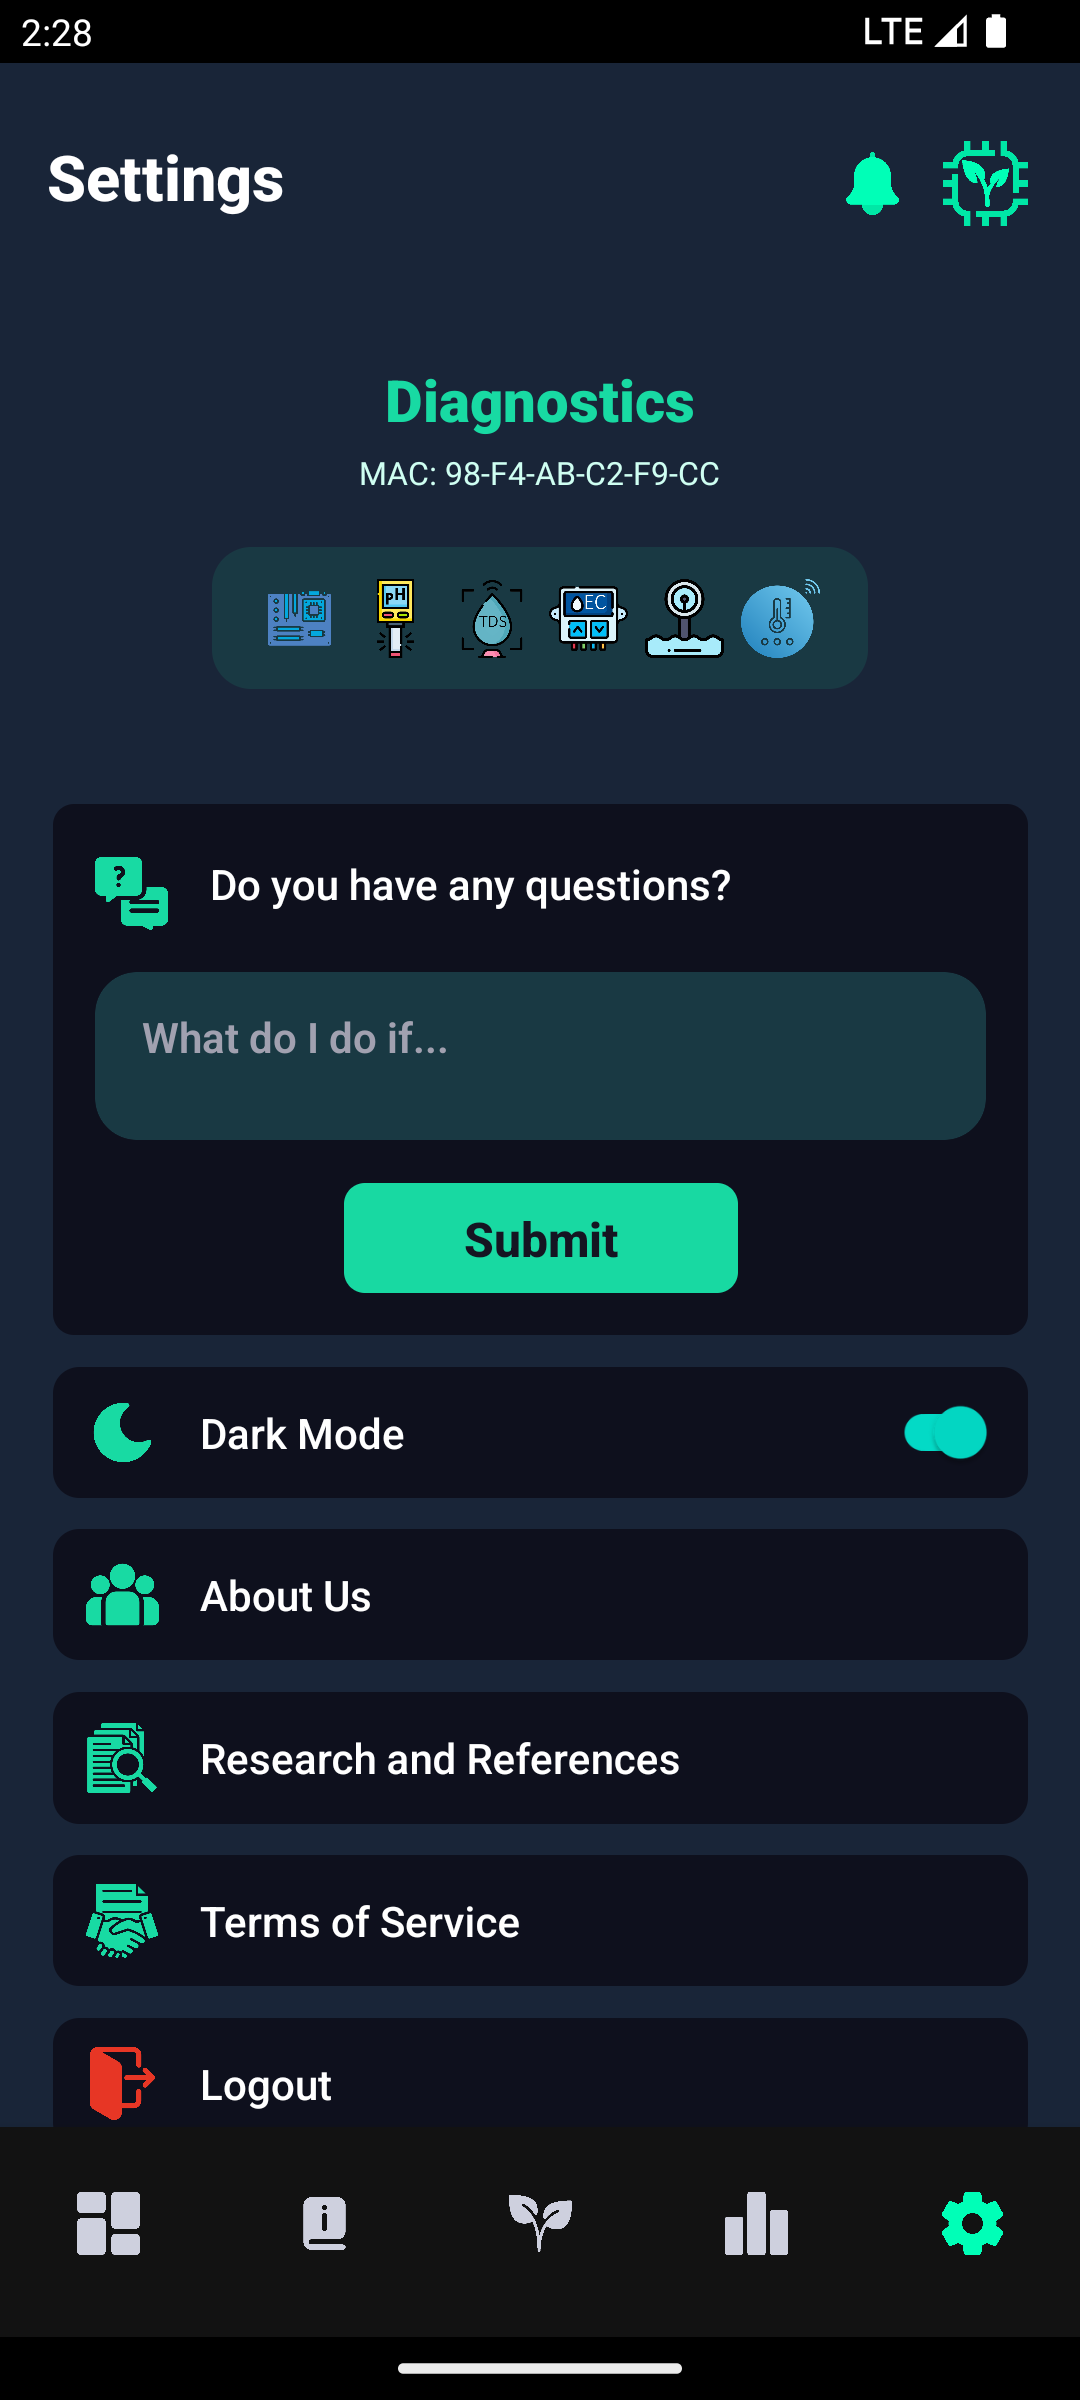 2:28
LTE
Settings
Diagnostics
MAC: 98-F4-AB-C2-F9-CC
pH
TDS
EC
Do you have any questions?
What do I do if...
Submit
Dark Mode
About Us
Research and References
Terms of Service
Logout